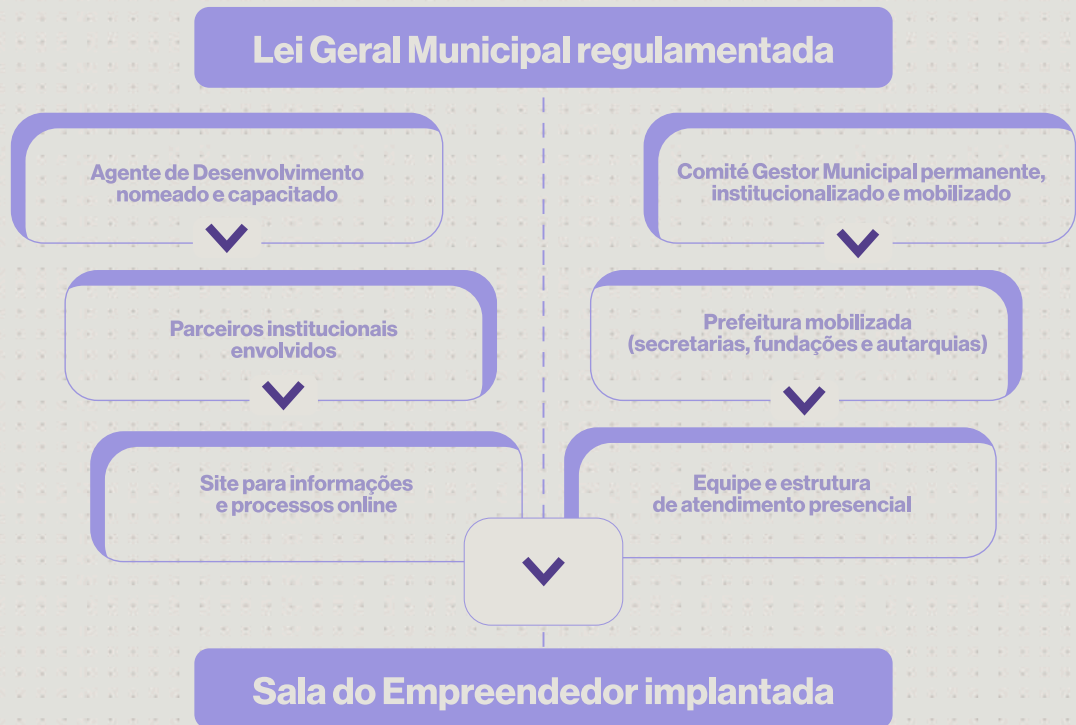 Lei Geral Municipal regulamentada
Agente de Desenvolvimento
nomeado e capacitado
Comité Gestor Municipal permanente,
institucionalizado e mobilizado
Parceiros institucionais
envolvidos
Prefeitura mobilizada
(secretarias, fundações e autarquias)
Site para informações
e processos online
Equipe e estrutura
de atendimento presencial
Sala do Empreendedor implantada